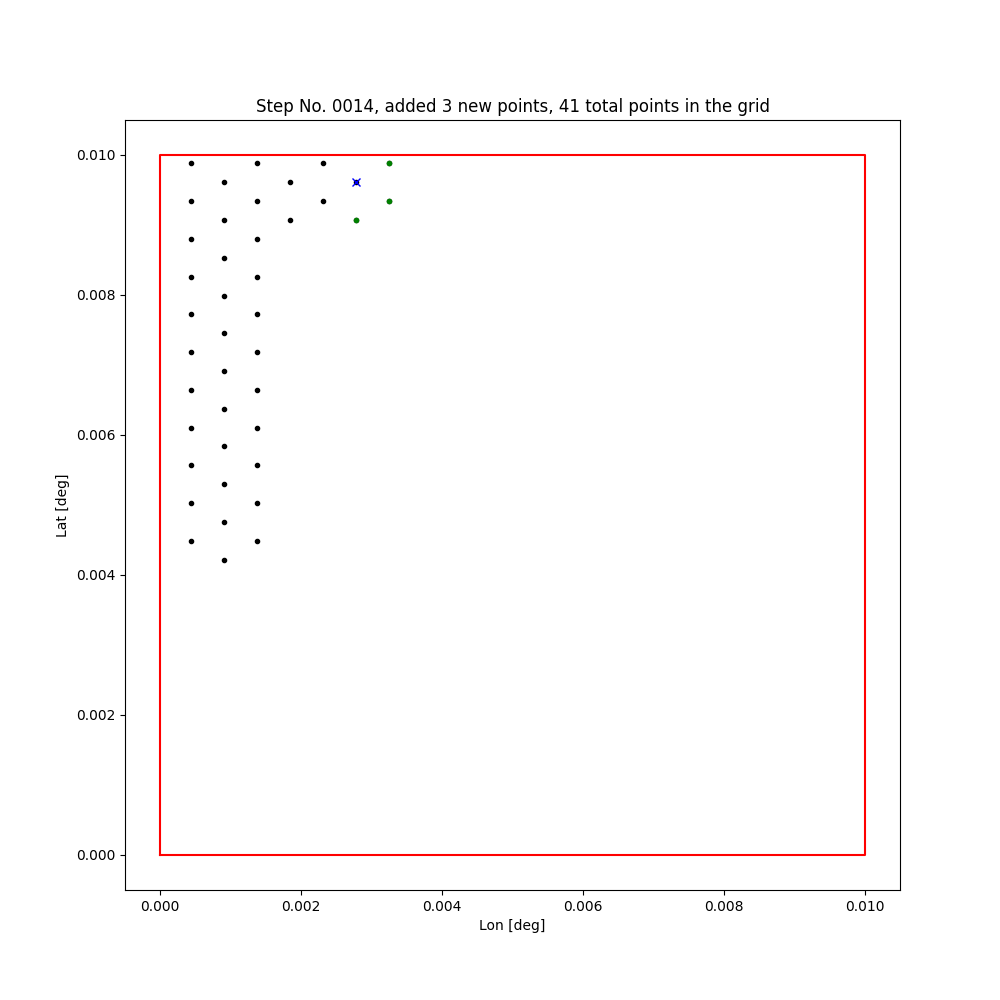 Step No. 0014, added 3 new points, 41 total points in the grid
0.010
0.008
0.006
0.004
0.002
0.000
Lat [deg]
0.000 0.002 0.004 0.006 0.008 0.010
Lon [deg]